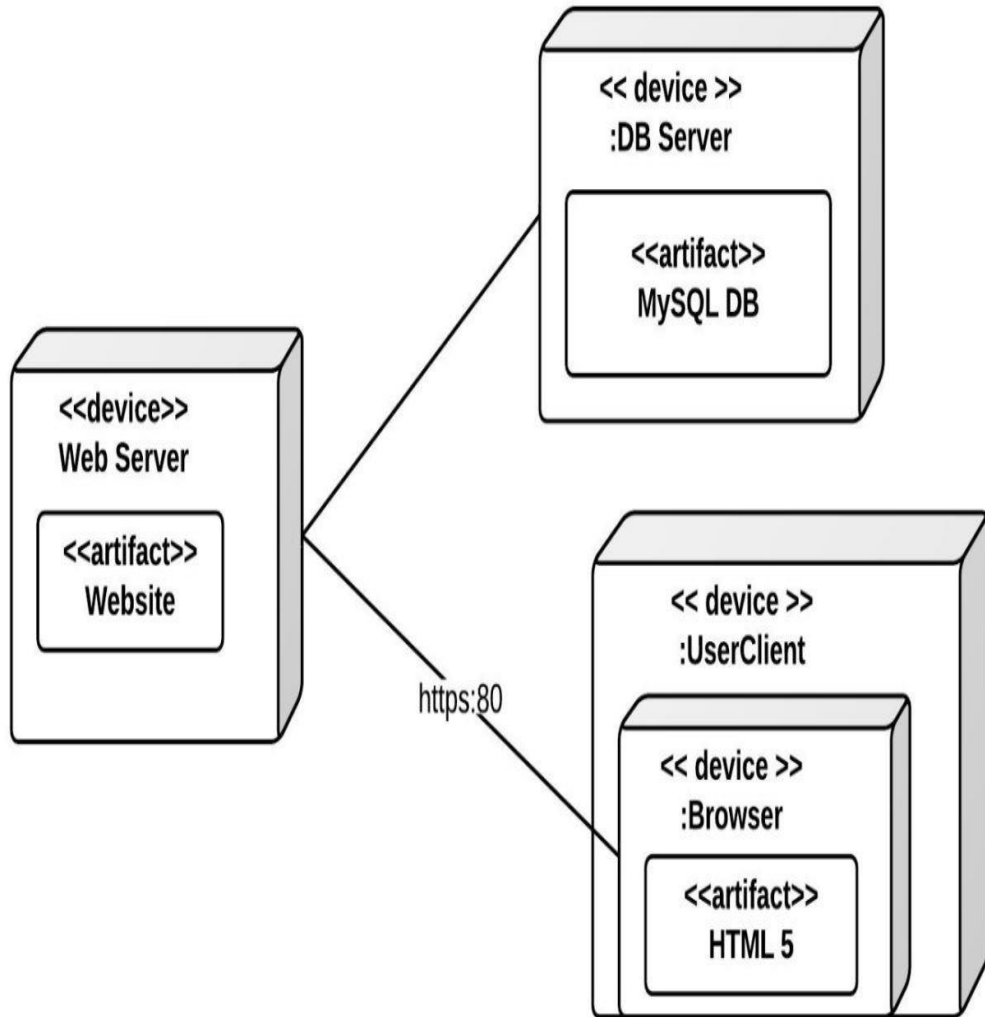 << device >>
:DB Server
<<artifact>>
MySQL DB
<<device>>
Web Server
<<artifact>>
Website
https:80
<< device >>
:UserClient
<< device >>
:Browser
<<artifact>>
HTML 5